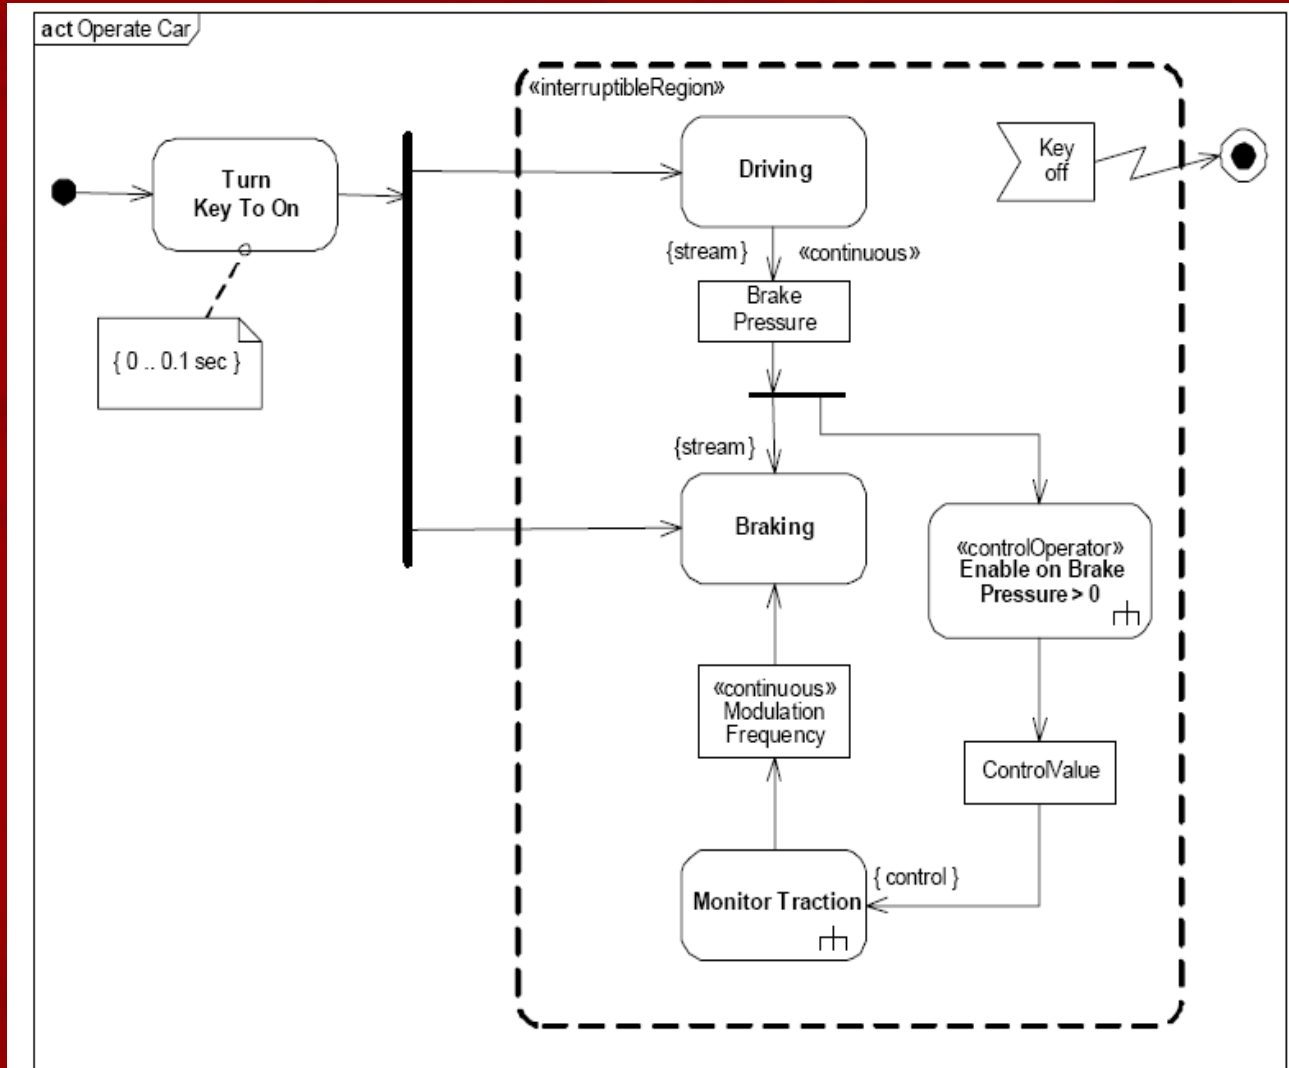 act Operate Car
«interruptibleRegion»
Turn
Key To On
Driving
Key
off
{stream} «continuous»
{ 0 .. 0.1 sec }
Brake
Pressure
{stream}
Braking
«controlOperator»
Enable on Brake
Pressure > 0
«continuous»
Modulation
Frequency
ControlValue
{ control }
Monitor Traction